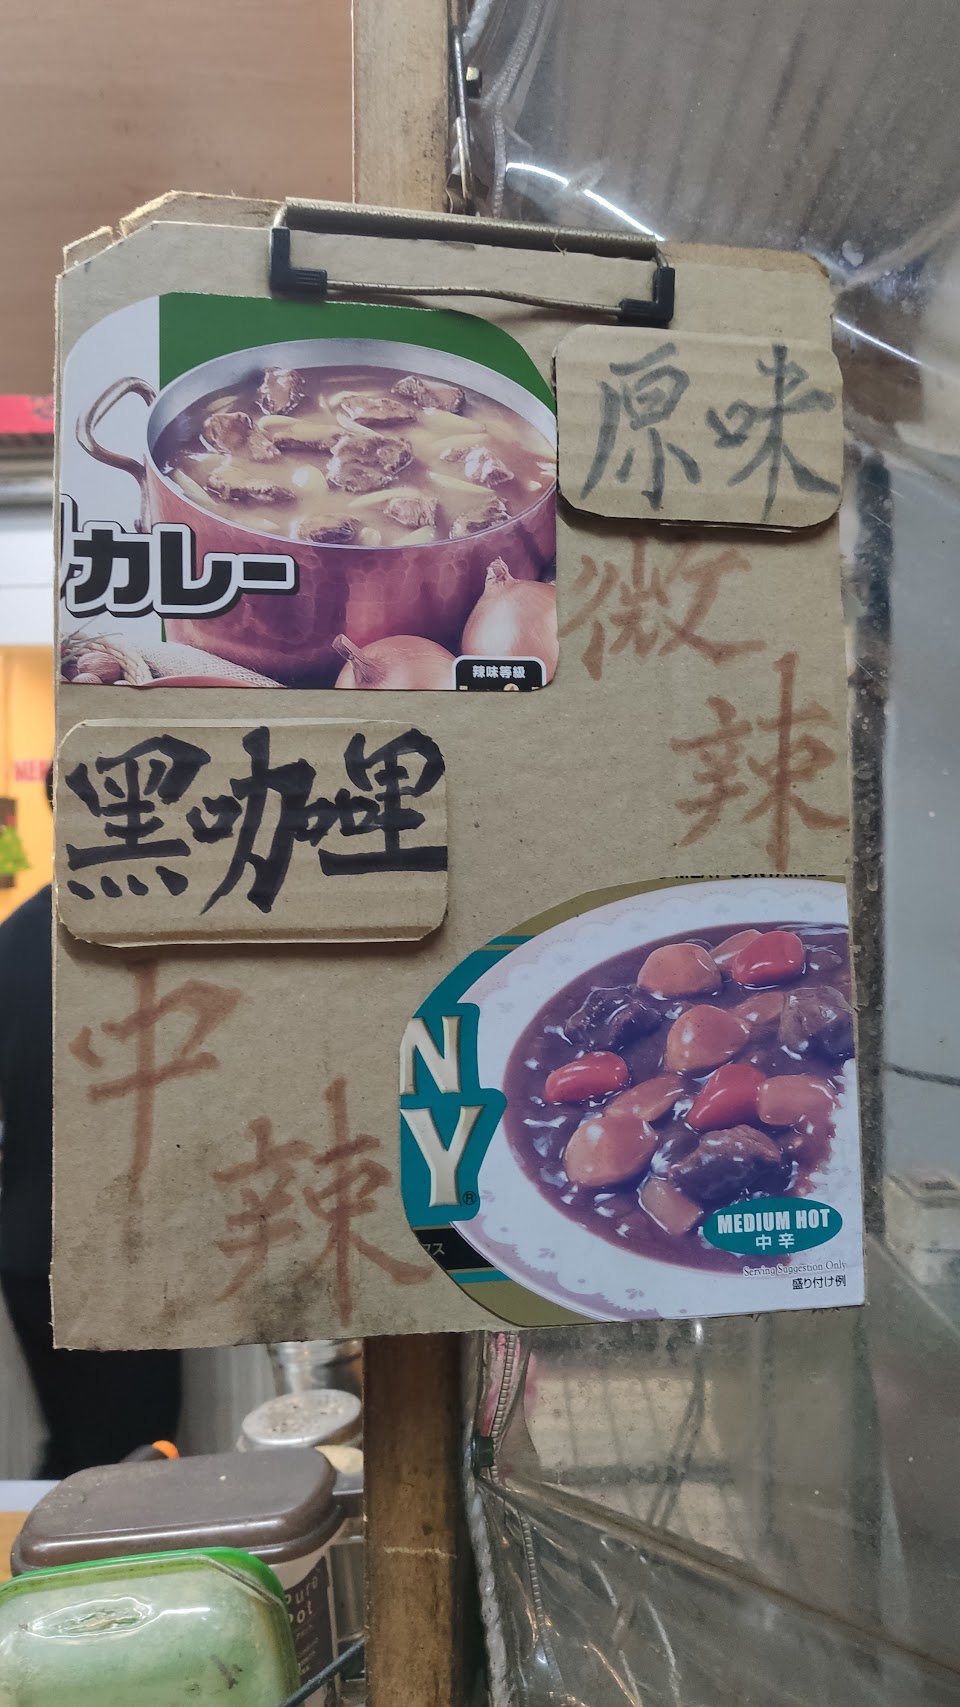 原味
カレー
微辣
辣味等級
黑咖哩
中辣
NY®
MEDIUM HOT
中辛
Serving Suggestion Only
盛り付け例
Pure